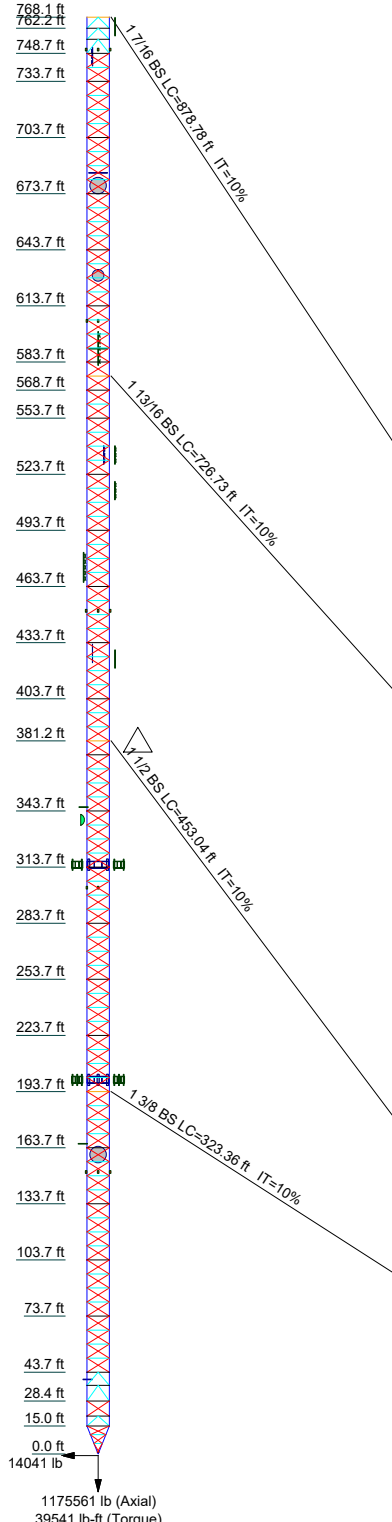 768.1 ft
762.2 ft
748.7 ft
733.7 ft
703.7 ft
673.7 ft
643.7 ft
613.7 ft
583.7 ft
568.7 ft
553.7 ft
523.7 ft
493.7 ft
463.7 ft
433.7 ft
403.7 ft
381.2 ft
343.7 ft
313.7 ft
283.7 ft
253.7 ft
223.7 ft
193.7 ft
163.7 ft
133.7 ft
103.7 ft
73.7 ft
43.7 ft
28.4 ft
15.0 ft
0.0 ft
1 7/16 BS LC=878.78 ft IT=10%
1 13/16 BS LC=726.73 ft IT=10%
1 1/2 BS LC=453.04 ft IT=10%
1 3/8 BS LC=323.36 ft IT=10%
14041 lb
1175561 lb (Axial)
39541 lb-ft (Torque)